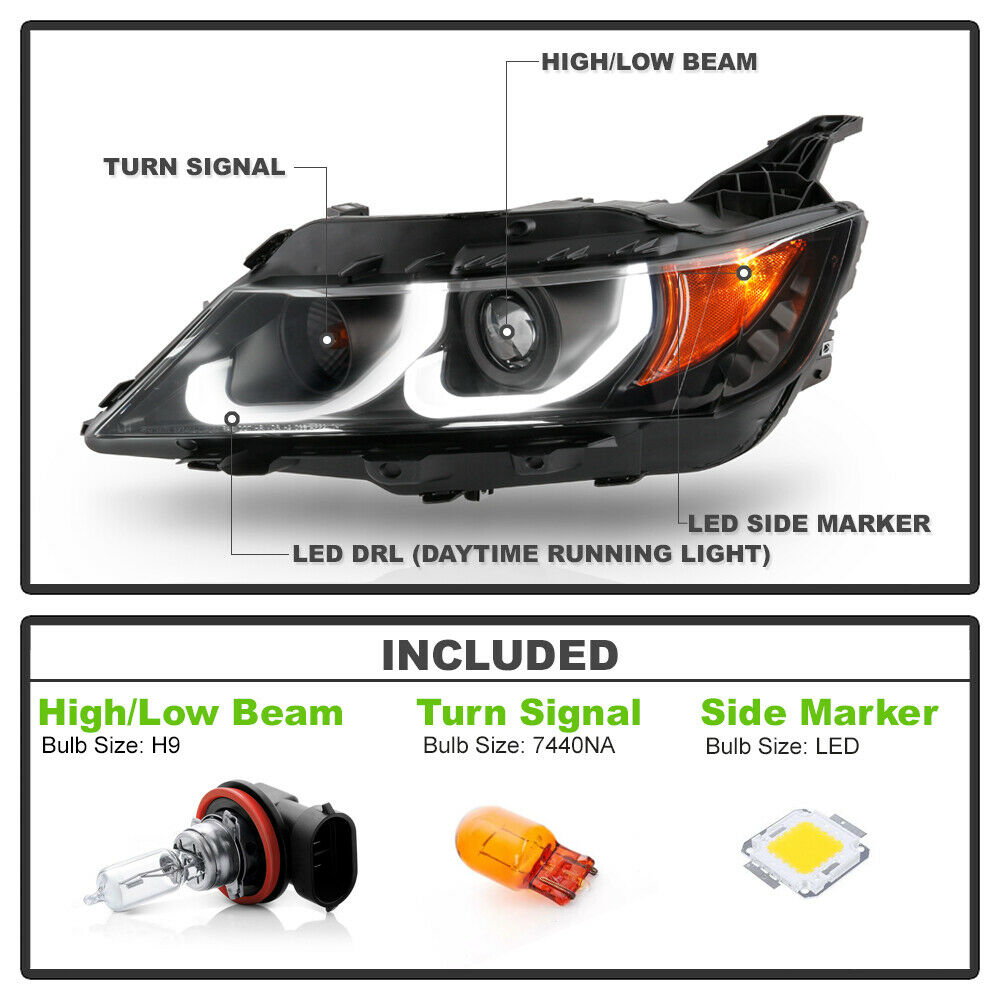 HIGH/LOW BEAM
TURN SIGNAL
LED SIDE MARKER
LED DRL (DAYTIME RUNNING LIGHT)
INCLUDED
High/Low Beam
Bulb Size: H9
Turn Signal
Bulb Size: 7440NA
Side Marker
Bulb Size: LED